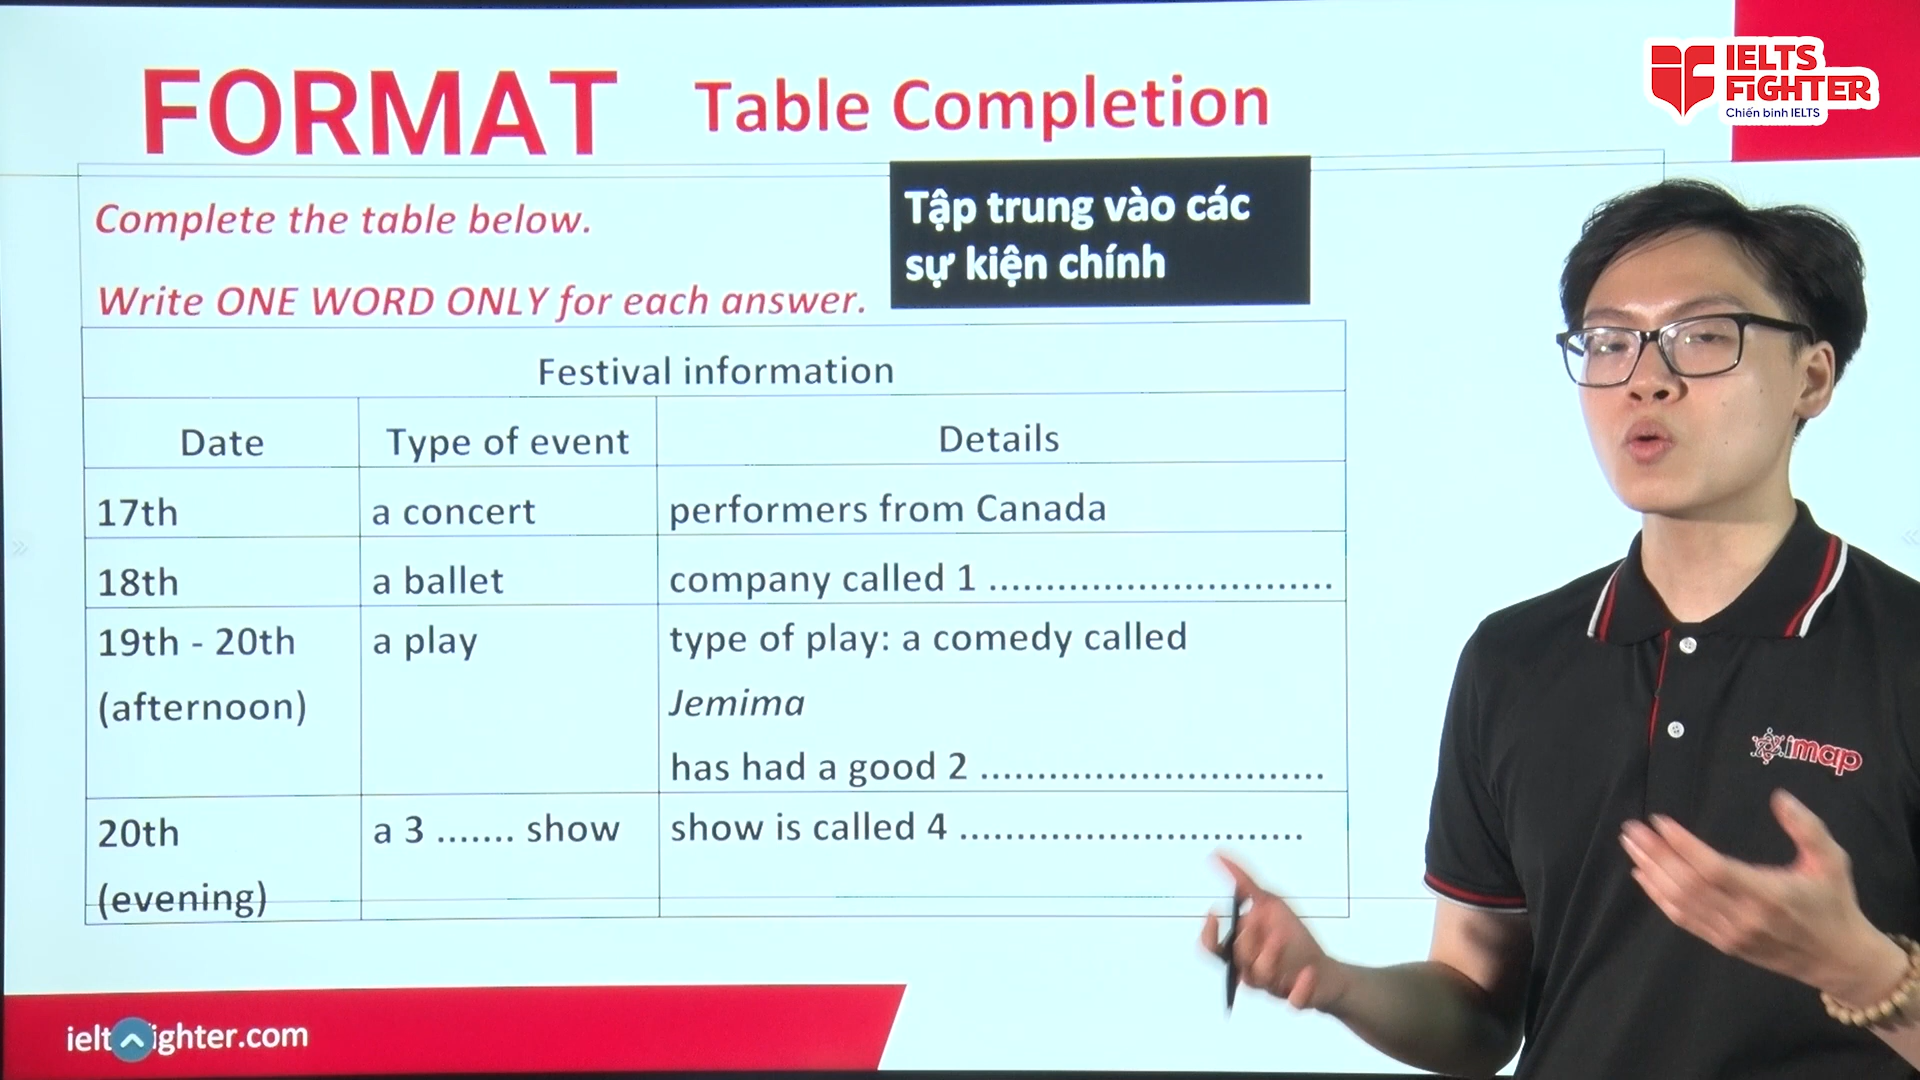 FORMAT Table Completion
IELTS
FiGHTER
Chiến binh IELTS
Complete the table below.
Write ONE WORD ONLY for each answer.
Tập trung vào các
sự kiện chính
Festival information
Date Type of event Details
17th a concert performers from Canada
18th a ballet company called 1 ..............................
19th - 20th a play type of play: a comedy called
(afternoon) Jemima
has had a good 2 ..............................
20th a 3 ....... show show is called 4 ..............................
(evening)
imap
ielt ighter.com